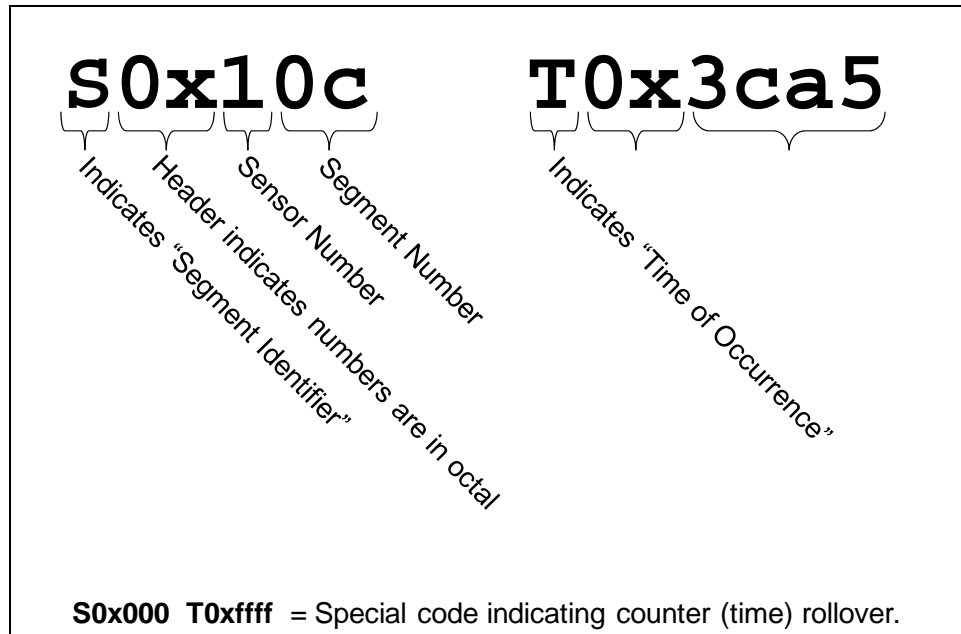 S0x10c T0x3ca5
Indicates “Segment Identifier”
Header indicates numbers are in octal
Sensor Number
Segment Number
Indicates “Time of Occurrence”
S0x000 T0xffff = Special code indicating counter (time) rollover.